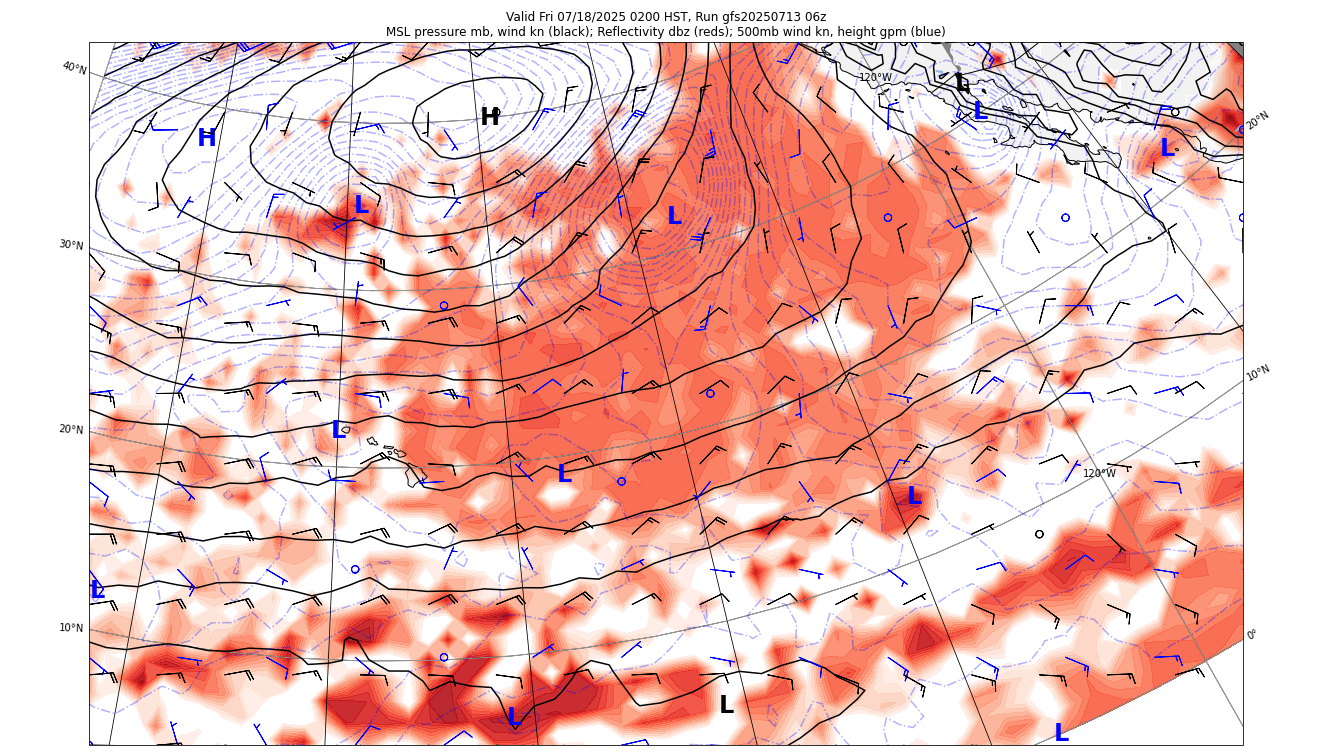 Valid Fri 07/18/2025 0200 HST, Run gfs20250713 06z
MSL pressure mb, wind kn (black); Reflectivity dbz (reds); 500mb wind kn, height gpm (blue)
40°N
120°W
L
H
L
20°N
H
L
L
L
30°N
10°N
20°N
L
L
120°W
L
L
10°N
0°
L
L
L